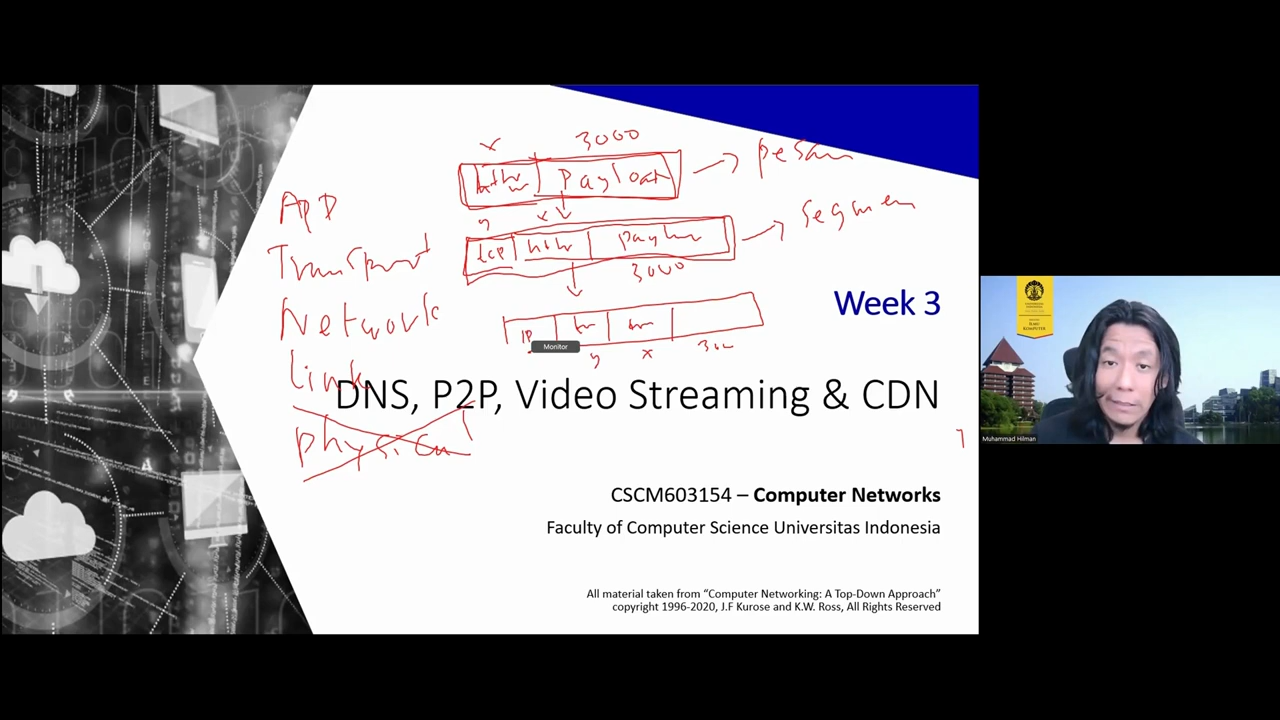 x 3000
http payload → pesan
App
y x
tcp http payload → segmen
Transport
3000
Network
IP
Monitor
y x 300
Week 3
Link
DNS, P2P, Video Streaming & CDN
Physical
Muhammad Hilman
CSCM603154 – Computer Networks
Faculty of Computer Science Universitas Indonesia
All material taken from “Computer Networking: A Top-Down Approach”
copyright 1996-2020, J.F Kurose and K.W. Ross, All Rights Reserved